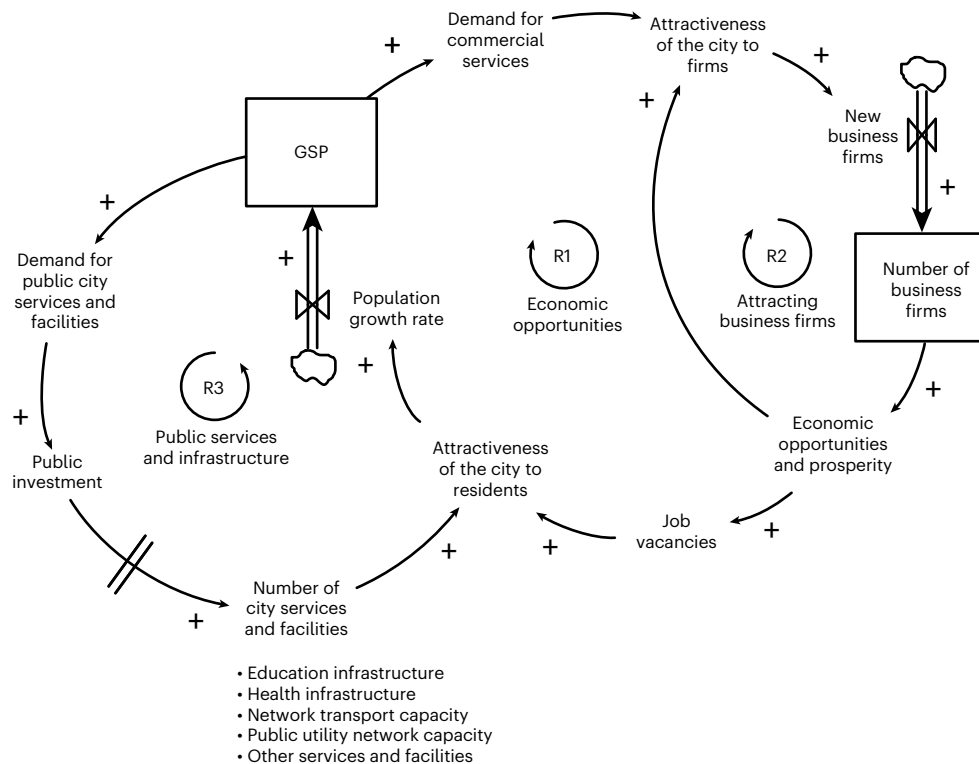 Demand for
commercial
services
Attractiveness
of the city to
firms
+
+
New
business
firms
+
GSP
+
+
+
Demand for
public city
services and
facilities
+
Population
growth rate
R1
Economic
opportunities
R2
Attracting
business firms
Number of
business
firms
+
R3
Public services
and infrastructure
+
+
Public
investment
Attractiveness
of the city to
residents
Economic
opportunities
and prosperity
Job
vacancies
+
+
+
Number of
city services
and facilities
+
• Education infrastructure
• Health infrastructure
• Network transport capacity
• Public utility network capacity
• Other services and facilities